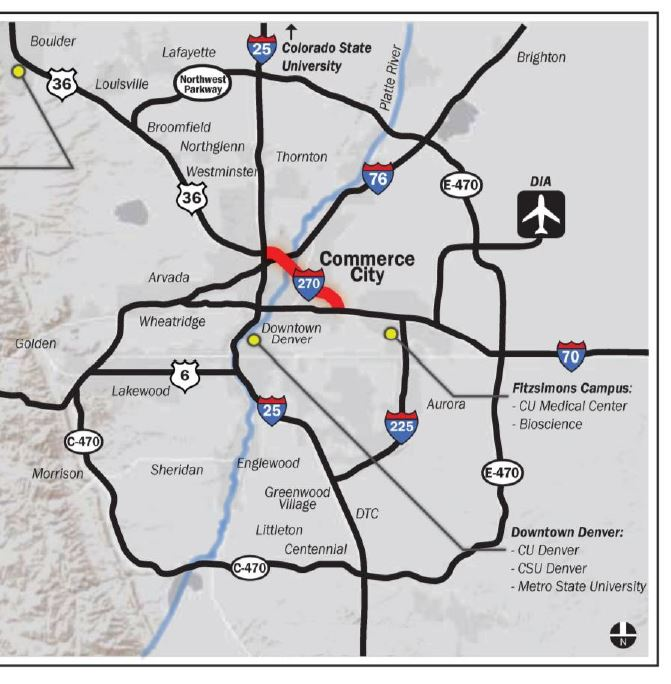 Boulder
Lafayette
25
Colorado State
University
Platte River
Brighton
36
Louisville
Northwest
Parkway
Broomfield
Northglenn
Westminster
Thornton
76
E-470
DIA
36
Commerce
City
270
Arvada
Wheatridge
Golden
Downtown
Denver
70
6
Lakewood
25
Aurora
225
Fitzsimons Campus:
- CU Medical Center
- Bioscience
C-470
Morrison
Sheridan
Englewood
E-470
Greenwood
Village
DTC
Littleton
Centennial
C-470
Downtown Denver:
- CU Denver
- CSU Denver
- Metro State University
N